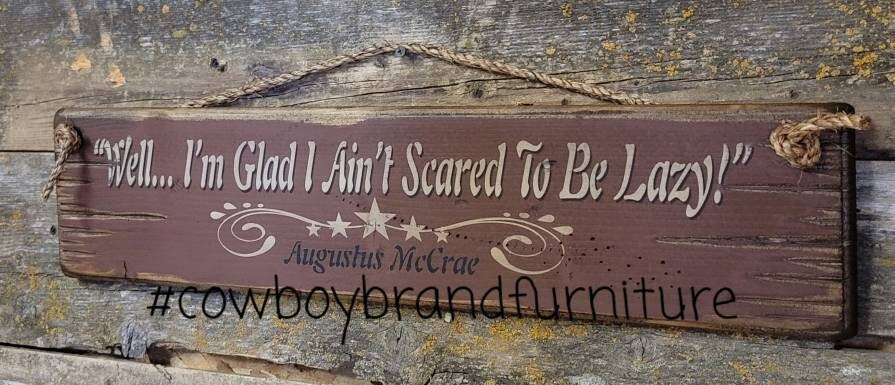 "Well... I'm Glad I Ain't Scared To Be Lazy!"
Augustus McCrae
#cowboybrandfurniture